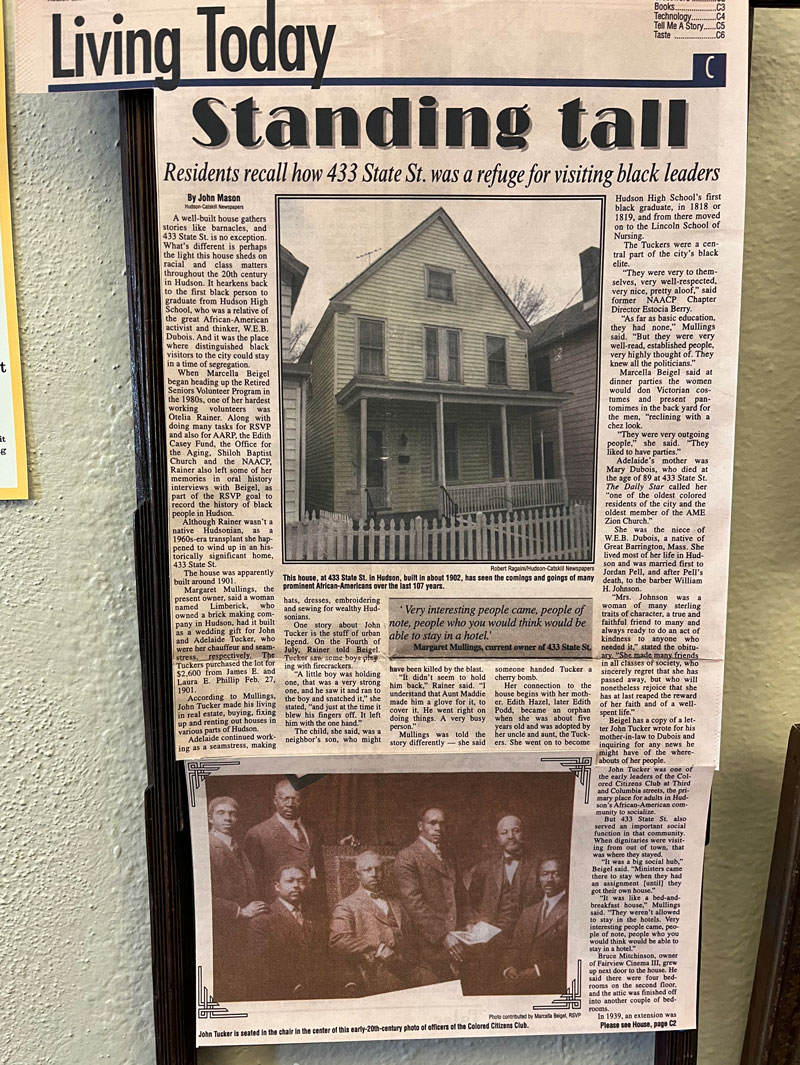 Books..............C3
Technology..........C4
Tell Me A Story......C5
Taste ................C6
Living Today
C
Standing tall
Residents recall how 433 State St. was a refuge for visiting black leaders
By John Mason
Hudson-Catskill Newspapers
A well-built house gathers
stories like barnacles, and
433 State St. is no exception.
What's different is perhaps
the light this house sheds on
racial and class matters
throughout the 20th century
in Hudson. It hearkens back
to the first black person to
graduate from Hudson High
School, who was a relative of
the great African-American
activist and thinker, W.E.B.
Dubois. And it was the place
where distinguished black
visitors to the city could stay
in a time of segregation.
When Marcella Beigel
began heading up the Retired
Seniors Volunteer Program in
the 1980s, one of her hardest
working volunteers was
Otelia Rainer. Along with
doing many tasks for RSVP
and also for AARP, the Edith
Casey Fund, the Office for
the Aging, Shiloh Baptist
Church and the NAACP,
Rainer also left some of her
memories in oral history
interviews with Beigel, as
part of the RSVP goal to
record the history of black
people in Hudson.
Although Rainer wasn't a
native Hudsonian, as a
1960s-era transplant she hap-
pened to wind up in an his-
torically significant home,
433 State St.
The house was apparently
built around 1901.
Margaret Mullings, the
present owner, said a woman
named Limberick, who
owned a brick making com-
pany in Hudson, had it built
as a wedding gift for John
and Adelaide Tucker, who
were her chauffeur and seam-
stress, respectively. The
Tuckers purchased the lot for
$2,600 from James E. and
Laura E. Phillip Feb. 27,
1901.
According to Mullings,
John Tucker made his living
in real estate, buying, fixing
up and renting out houses in
various parts of Hudson.
Adelaide continued work-
ing as a seamstress, making
Robert Ragaini/Hudson-Catskill Newspapers
This house, at 433 State St. in Hudson, built in about 1902, has seen the comings and goings of many
prominent African-Americans over the last 107 years.
hats, dresses, embroidering
and sewing for wealthy Hud-
sonians.
One story about John
Tucker is the stuff of urban
legend. On the Fourth of
July, Rainer told Beigel,
Tucker saw some boys play-
ing with firecrackers.
"A little boy was holding
one, that was a very strong
one, and he saw it and ran to
the boy and snatched it," she
stated, "and just at the time it
blew his fingers off. It left
him with the one hand."
The child, she said, was a
neighbor's son, who might
'Very interesting people came, people of
note, people who you would think would be
able to stay in a hotel.'
Margaret Mullings, current owner of 433 State St.
have been killed by the blast.
"It didn't seem to hold
him back," Rainer said. "I
understand that Aunt Maddie
made him a glove for it, to
cover it. He went right on
doing things. A very busy
person."
Mullings was told the
story differently — she said
someone handed Tucker a
cherry bomb.
Her connection to the
house begins with her moth-
er. Edith Hazel, later Edith
Podd, became an orphan
when she was about five
years old and was adopted by
her uncle and aunt, the Tuck-
ers. She went on to become
Hudson High School's first
black graduate, in 1818 or
1819, and from there moved
on to the Lincoln School of
Nursing.
The Tuckers were a cen-
tral part of the city's black
elite.
"They were very to them-
selves, very well-respected,
very nice, pretty aloof," said
former NAACP Chapter
Director Estocia Berry.
"As far as basic education,
they had none," Mullings
said. "But they were very
well-read, established people,
very highly thought of. They
knew all the politicians."
Marcella Beigel said at
dinner parties the women
would don Victorian cos-
tumes and present pan-
tomimes in the back yard for
the men, "reclining with a
chez look.
"They were very outgoing
people," she said. "They
liked to have parties."
Adelaide's mother was
Mary Dubois, who died at
the age of 89 at 433 State St.
The Daily Star called her
"one of the oldest colored
residents of the city and the
oldest member of the AME
Zion Church."
She was the niece of
W.E.B. Dubois, a native of
Great Barrington, Mass. She
lived most of her life in Hud-
son and was married first to
Jordan Pell, and after Pell's
death, to the barber William
H. Johnson.
"Mrs. Johnson was a
woman of many sterling
traits of character, a true and
faithful friend to many and
always ready to do an act of
kindness to anyone who
needed it," stated the obitu-
ary. "She made many friends
in all classes of society, who
sincerely regret that she has
passed away, but who will
nonetheless rejoice that she
has at last reaped the reward
of her faith and of a well-
spent life."
Beigel has a copy of a let-
ter John Tucker wrote for his
mother-in-law to Dubois and
inquiring for any news he
might have of the where-
abouts of her people.
John Tucker was one of
the early leaders of the Col-
ored Citizens Club at Third
and Columbia streets, the pri-
mary place for adults in Hud-
son's African-American com-
munity to socialize.
But 433 State St. also
served an important social
function in that community.
When dignitaries were visit-
ing from out of town, that
was where they stayed.
"It was a big social hub,"
Beigel said. "Ministers came
there to stay when they had
an assignment [until] they
got their own house."
"It was like a bed-and-
breakfast house," Mullings
said. "They weren't allowed
to stay in the hotels. Very
interesting people came, peo-
ple of note, people who you
would think would be able to
stay in a hotel."
Bruce Mitchinson, owner
of Fairview Cinema III, grew
up next door to the house. He
said there were four bed-
rooms on the second floor,
and the attic was finished off
into another couple of bed-
rooms.
In 1939, an extension was
Please see House, page C2
Photo contributed by Marcella Beigel, RSVP
John Tucker is seated in the chair in the center of this early-20th-century photo of officers of the Colored Citizens Club.